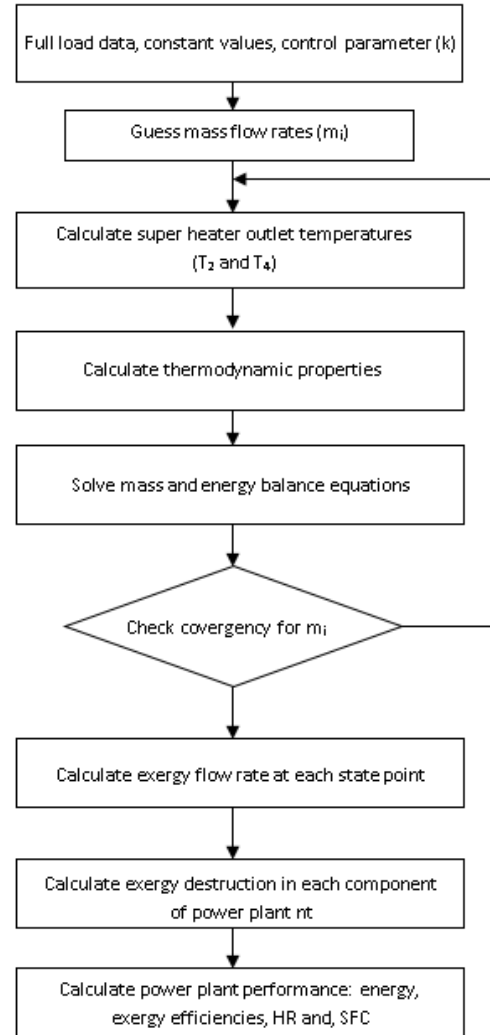 Full load data, constant values, control parameter (k)
Guess mass flow rates (mᵢ)
Calculate super heater outlet temperatures
(T₂ and T₄)
Calculate thermodynamic properties
Solve mass and energy balance equations
Check covergency for mᵢ
Calculate exergy flow rate at each state point
Calculate exergy destruction in each component
of power plant nt
Calculate power plant performance: energy,
exergy efficiencies, HR and, SFC